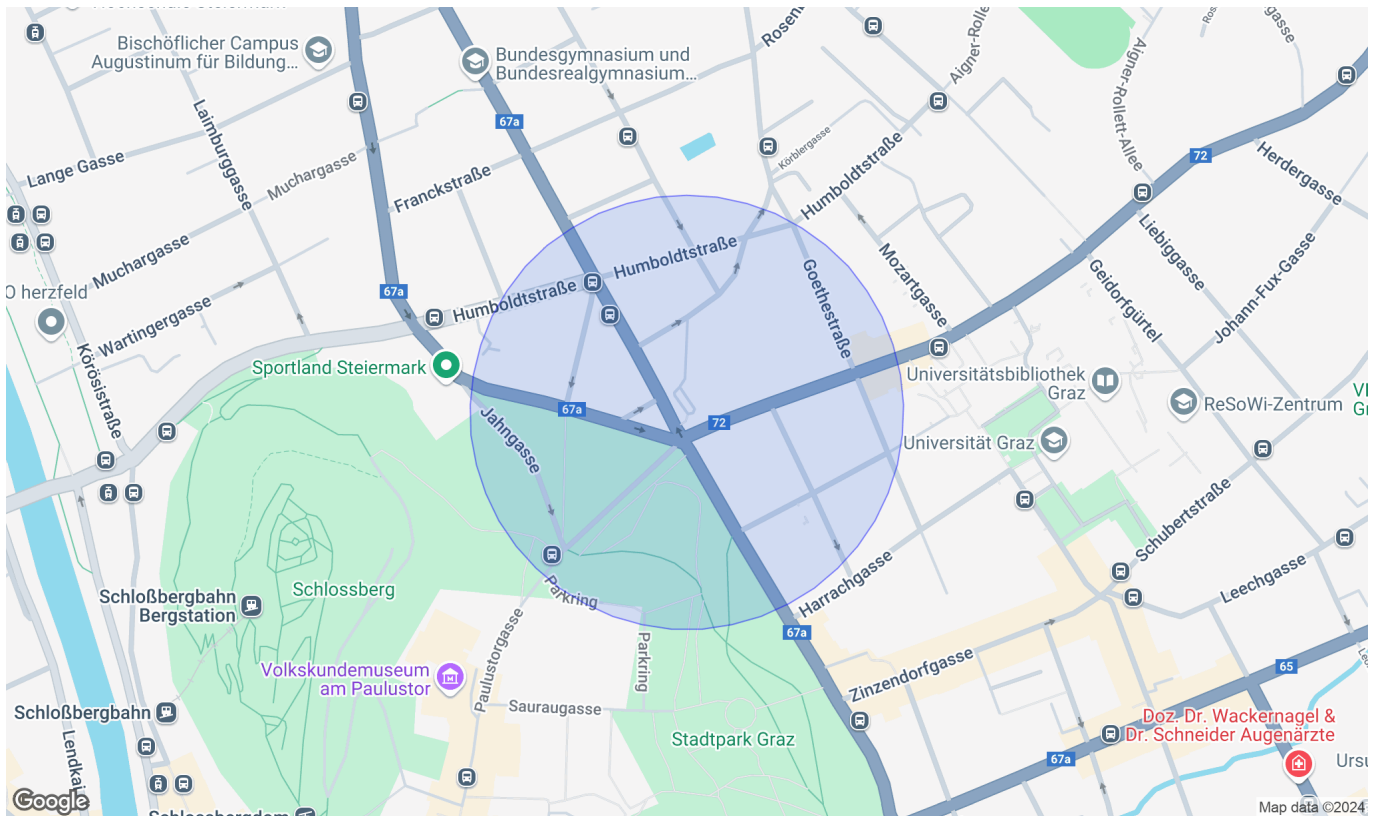 Bischöflicher Campus
Augustinum für Bildung...
Bundesgymnasium und
Bundesrealgymnasium...
Aigner-Rolle
Aigner-Rollett-Allee
67a
Laimburggasse
Lange Gasse
Muchargasse
Franckstraße
Körblergasse
Humboldtstraße
72
Herdergasse
Liebiggasse
Muchargasse
Humboldtstraße
Mozartgasse
Geidorfgürtel
Johann-Fux-Gasse
Goethestraße
O herzfeld
67a
Humboldtstraße
Wartingergasse
Körösistraße
Sportland Steiermark
Universitätsbibliothek
Graz
ReSoWi-Zentrum
67a
72
Jahngasse
Universität Graz
Schubertstraße
Leechgasse
Harrachgasse
Schlossberg
Schloßbergbahn
Bergstation
Parkring
67a
Parkring
Paulustorgasse
Volkskundemuseum
am Paulustor
Zinzendorfgasse
65
Sauraugasse
Schloßbergbahn
Stadtpark Graz
Doz. Dr. Wackernagel &
Dr. Schneider Augenärzte
67a
Lendkai
Google
Map data ©2024